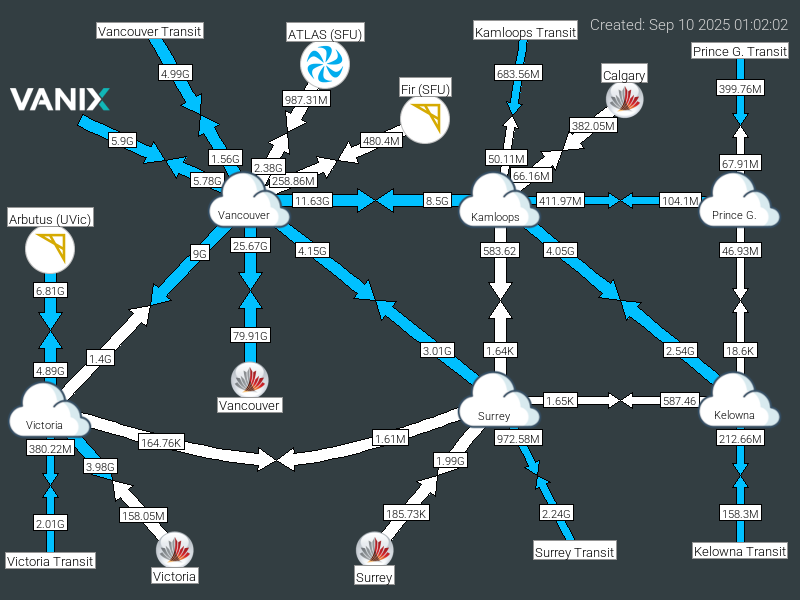 Created: Sep 10 2025 01:02:02
Vancouver Transit
ATLAS (SFU)
Kamloops Transit
Prince G. Transit
4.99G
683.56M
Calgary
Fir (SFU)
399.76M
VANIX
987.31M
382.05M
5.9G
480.4M
1.56G
50.11M
67.91M
2.38G
66.16M
5.78G
258.86M
11.63G
8.5G
411.97M
104.1M
Vancouver
Kamloops
Prince G.
Arbutus (UVic)
9G
25.67G
4.15G
583.62
4.05G
46.93M
6.81G
79.91G
1.4G
3.01G
1.64K
2.54G
18.6K
4.89G
Vancouver
1.65K
587.46
Victoria
Surrey
Kelowna
380.22M
164.76K
1.61M
972.58M
212.66M
3.98G
1.99G
2.01G
158.05M
185.73K
2.24G
158.3M
Victoria Transit
Victoria
Surrey
Surrey Transit
Kelowna Transit